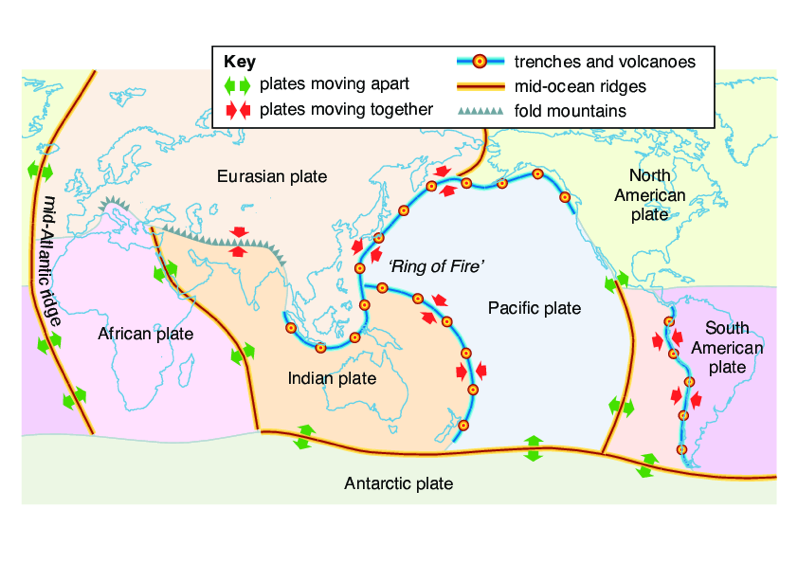 Key
plates moving apart
plates moving together
trenches and volcanoes
mid-ocean ridges
fold mountains
Eurasian plate
North
American
plate
mid-Atlantic ridge
'Ring of Fire'
Pacific plate
African plate
South
American
plate
Indian plate
Antarctic plate